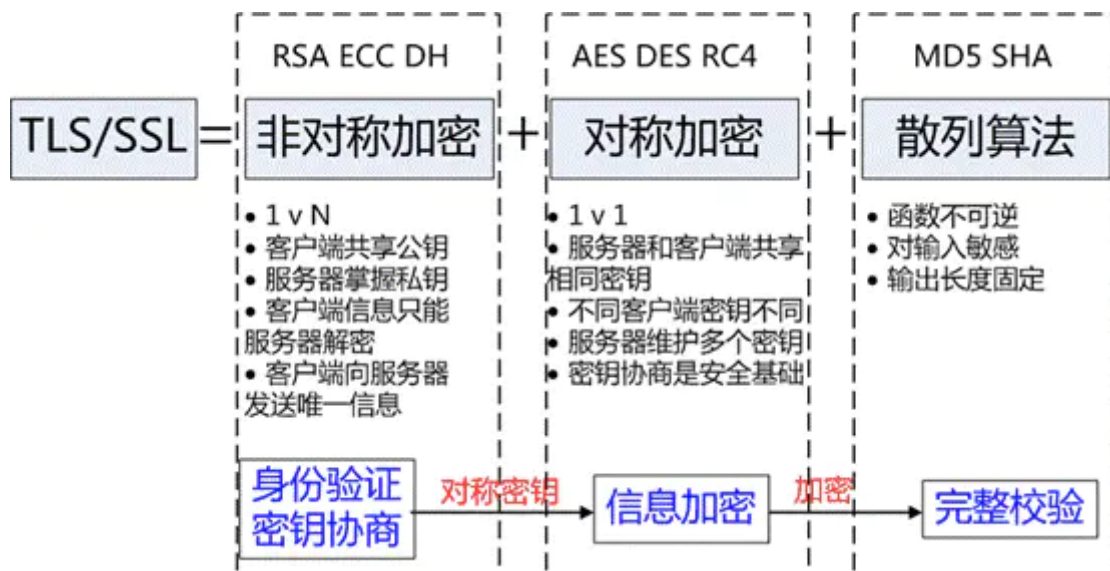 RSA ECC DH
AES DES RC4
MD5 SHA
TLS/SSL=非对称加密+对称加密+散列算法
• 1 v N
• 客户端共享公钥
• 服务器掌握私钥
• 客户端信息只能
服务器解密
• 客户端向服务器
发送唯一信息
• 1 v 1
• 服务器和客户端共享
相同密钥
• 不同客户端密钥不同
• 服务器维护多个密钥
• 密钥协商是安全基础
• 函数不可逆
• 对输入敏感
• 输出长度固定
身份验证
密钥协商
对称密钥
信息加密
加密
完整校验